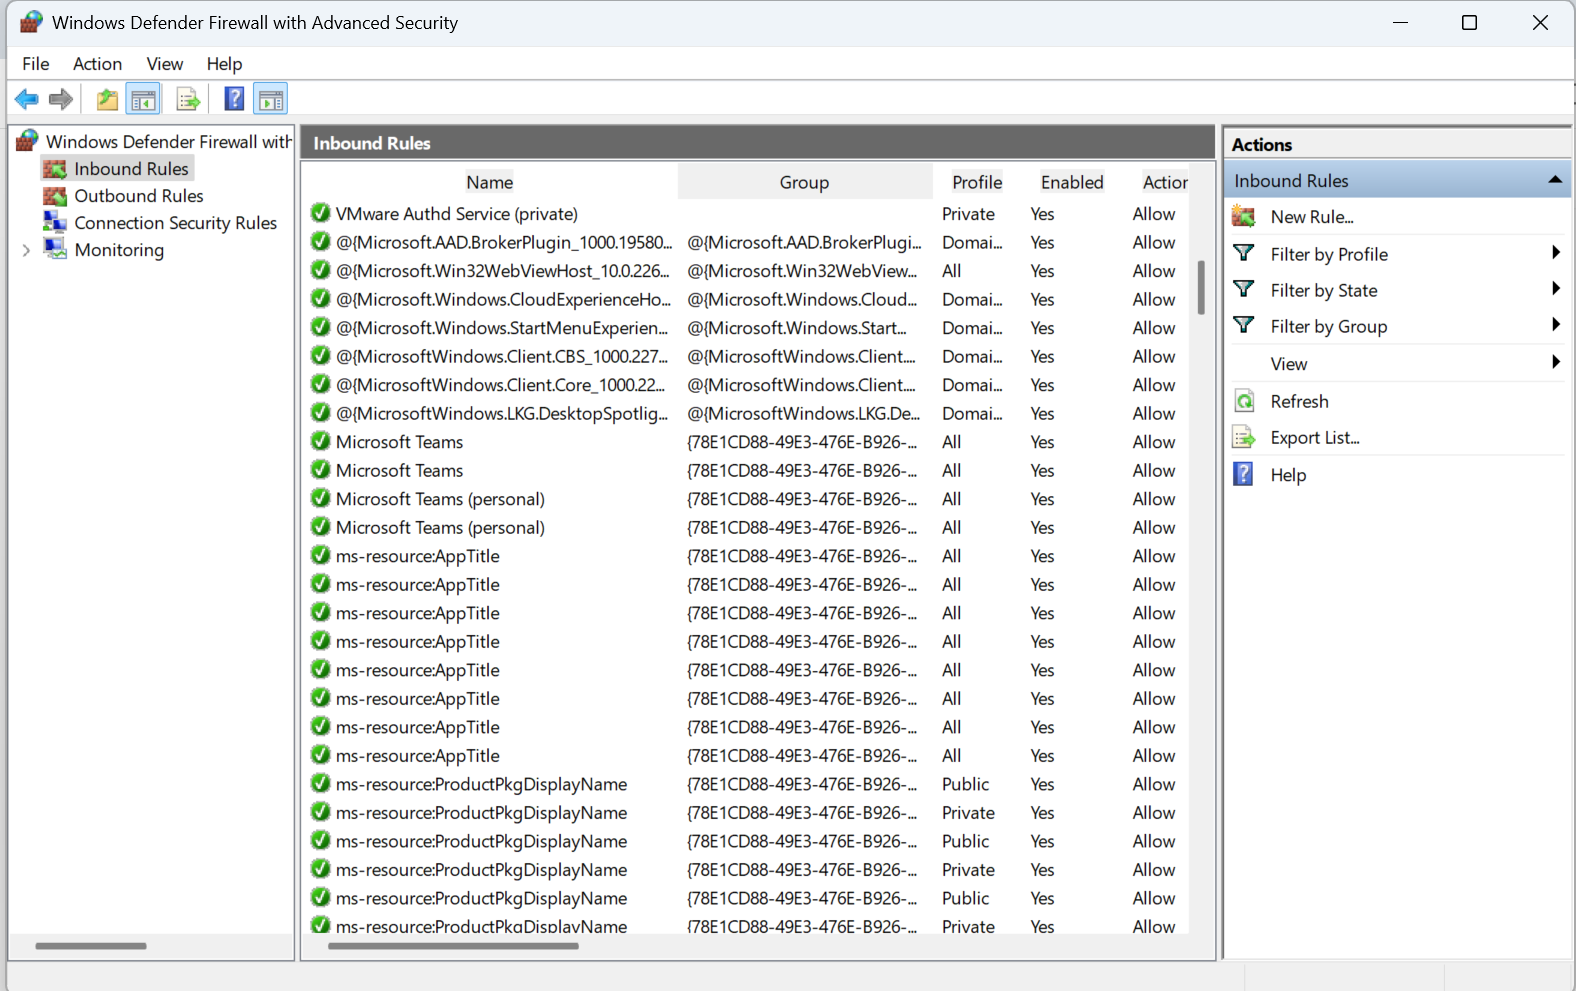 Windows Defender Firewall with Advanced Security
File Action View Help
Windows Defender Firewall with
Inbound Rules
Outbound Rules
Connection Security Rules
Monitoring
Inbound Rules
Name Group Profile Enabled Action
VMware Authd Service (private) Private Yes Allow
@{Microsoft.AAD.BrokerPlugin_1000.19580... @{Microsoft.AAD.BrokerPlugi... Domai... Yes Allow
@{Microsoft.Win32WebViewHost_10.0.226... @{Microsoft.Win32WebView... All Yes Allow
@{Microsoft.Windows.CloudExperienceHo... @{Microsoft.Windows.Cloud... Domai... Yes Allow
@{Microsoft.Windows.StartMenuExperien... @{Microsoft.Windows.Start... Domai... Yes Allow
@{MicrosoftWindows.Client.CBS_1000.227... @{MicrosoftWindows.Client.... Domai... Yes Allow
@{MicrosoftWindows.Client.Core_1000.22... @{MicrosoftWindows.Client.... Domai... Yes Allow
@{MicrosoftWindows.LKG.DesktopSpotlig... @{MicrosoftWindows.LKG.De... Domai... Yes Allow
Microsoft Teams {78E1CD88-49E3-476E-B926-... All Yes Allow
Microsoft Teams {78E1CD88-49E3-476E-B926-... All Yes Allow
Microsoft Teams (personal) {78E1CD88-49E3-476E-B926-... All Yes Allow
Microsoft Teams (personal) {78E1CD88-49E3-476E-B926-... All Yes Allow
ms-resource:AppTitle {78E1CD88-49E3-476E-B926-... All Yes Allow
ms-resource:AppTitle {78E1CD88-49E3-476E-B926-... All Yes Allow
ms-resource:AppTitle {78E1CD88-49E3-476E-B926-... All Yes Allow
ms-resource:AppTitle {78E1CD88-49E3-476E-B926-... All Yes Allow
ms-resource:AppTitle {78E1CD88-49E3-476E-B926-... All Yes Allow
ms-resource:AppTitle {78E1CD88-49E3-476E-B926-... All Yes Allow
ms-resource:AppTitle {78E1CD88-49E3-476E-B926-... All Yes Allow
ms-resource:AppTitle {78E1CD88-49E3-476E-B926-... All Yes Allow
ms-resource:ProductPkgDisplayName {78E1CD88-49E3-476E-B926-... Public Yes Allow
ms-resource:ProductPkgDisplayName {78E1CD88-49E3-476E-B926-... Private Yes Allow
ms-resource:ProductPkgDisplayName {78E1CD88-49E3-476E-B926-... Public Yes Allow
ms-resource:ProductPkgDisplayName {78E1CD88-49E3-476E-B926-... Private Yes Allow
ms-resource:ProductPkgDisplayName {78E1CD88-49E3-476E-B926-... Public Yes Allow
ms-resource:ProductPkgDisplayName {78E1CD88-49E3-476E-B926-... Private Yes Allow
Actions
Inbound Rules
New Rule...
Filter by Profile
Filter by State
Filter by Group
View
Refresh
Export List...
Help